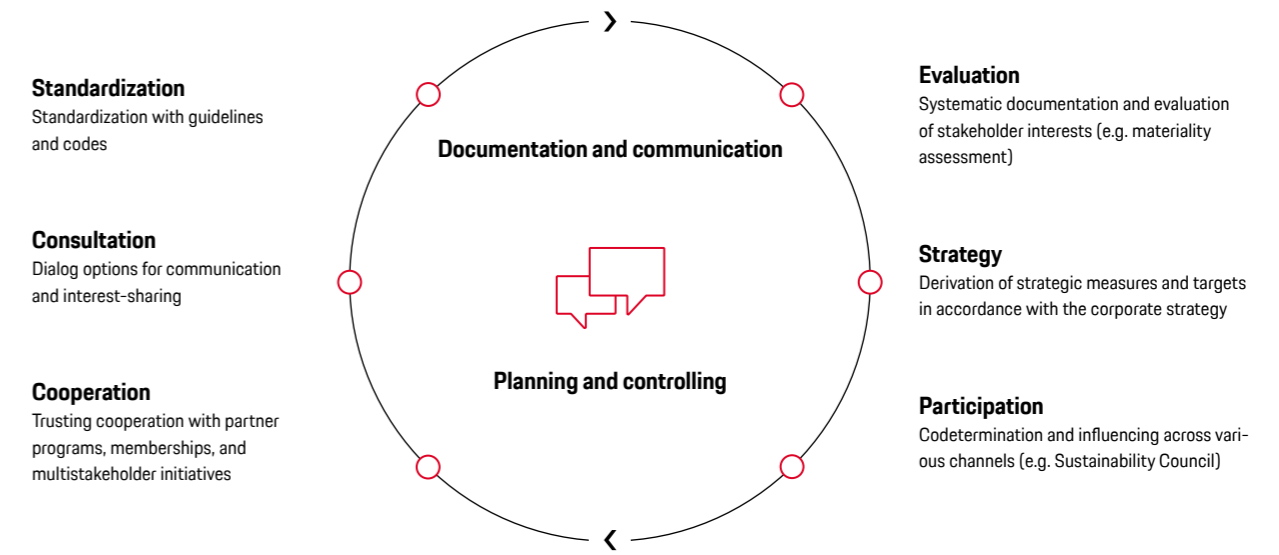 Standardization
Standardization with guidelines
and codes
Consultation
Dialog options for communication
and interest-sharing
Cooperation
Trusting cooperation with partner
programs, memberships, and
multistakeholder initiatives
Documentation and communication
Planning and controlling
Evaluation
Systematic documentation and evaluation
of stakeholder interests (e.g. materiality
assessment)
Strategy
Derivation of strategic measures and targets
in accordance with the corporate strategy
Participation
Codetermination and influencing across vari-
ous channels (e.g. Sustainability Council)